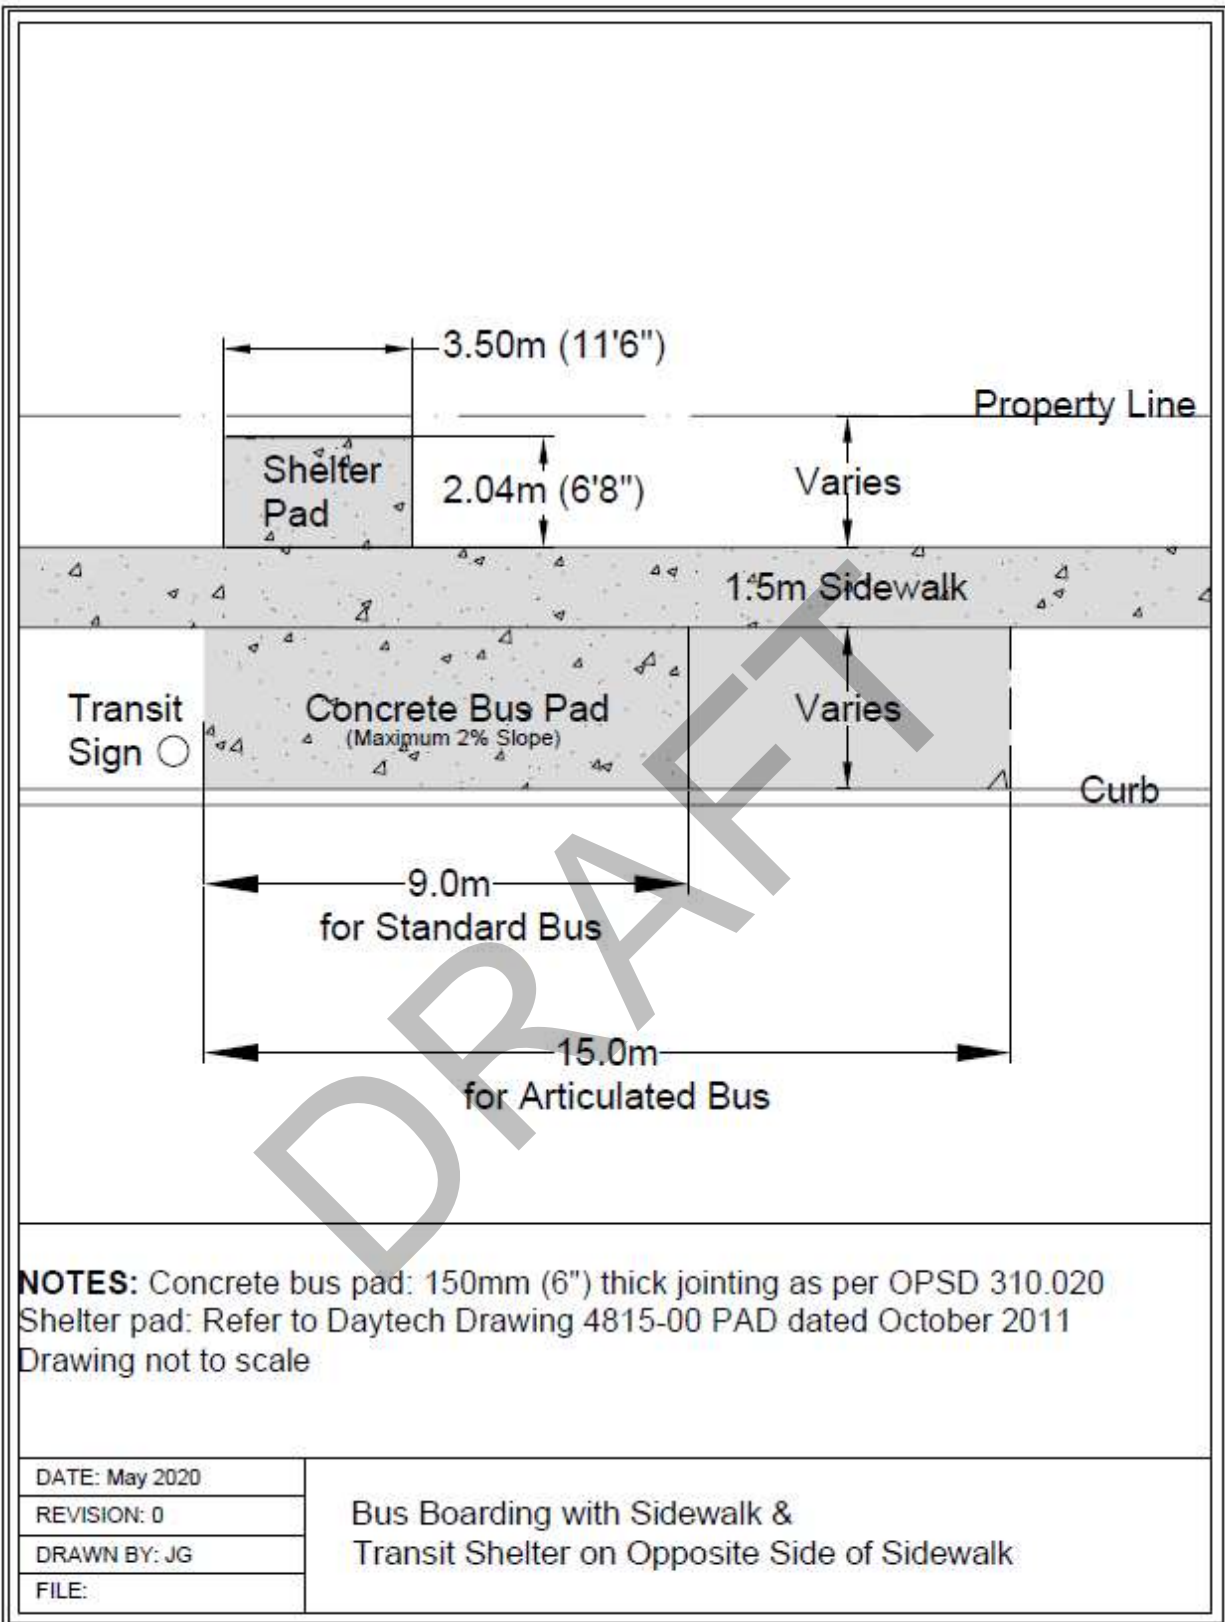 3.50m (11'6")
Property Line
Shelter
Pad
2.04m (6'8")
Varies
1.5m Sidewalk
Transit
Sign
Concrete Bus Pad
(Maximum 2% Slope)
Varies
Curb
9.0m
for Standard Bus
15.0m
for Articulated Bus
DRAFT
NOTES: Concrete bus pad: 150mm (6") thick jointing as per OPSD 310.020
Shelter pad: Refer to Daytech Drawing 4815-00 PAD dated October 2011
Drawing not to scale
DATE: May 2020
REVISION: 0
DRAWN BY: JG
FILE:
Bus Boarding with Sidewalk &
Transit Shelter on Opposite Side of Sidewalk